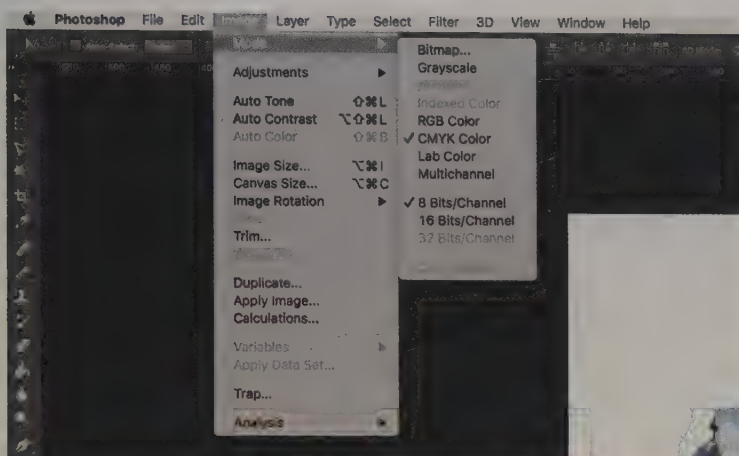 Photoshop File Edit Layer Type Select Filter 3D View Window Help
Adjustments ▶
Auto Tone ⇧⌘L
Auto Contrast ⌥⇧⌘L
Auto Color ⇧⌘B
Image Size... ⌥⌘I
Canvas Size... ⌥⌘C
Image Rotation ▶
Trim...
Duplicate...
Apply Image...
Calculations...
Variables
Apply Data Set...
Trap...
Analysis
Bitmap...
Grayscale
Indexed Color
RGB Color
✓ CMYK Color
Lab Color
Multichannel
✓ 8 Bits/Channel
16 Bits/Channel
32 Bits/Channel